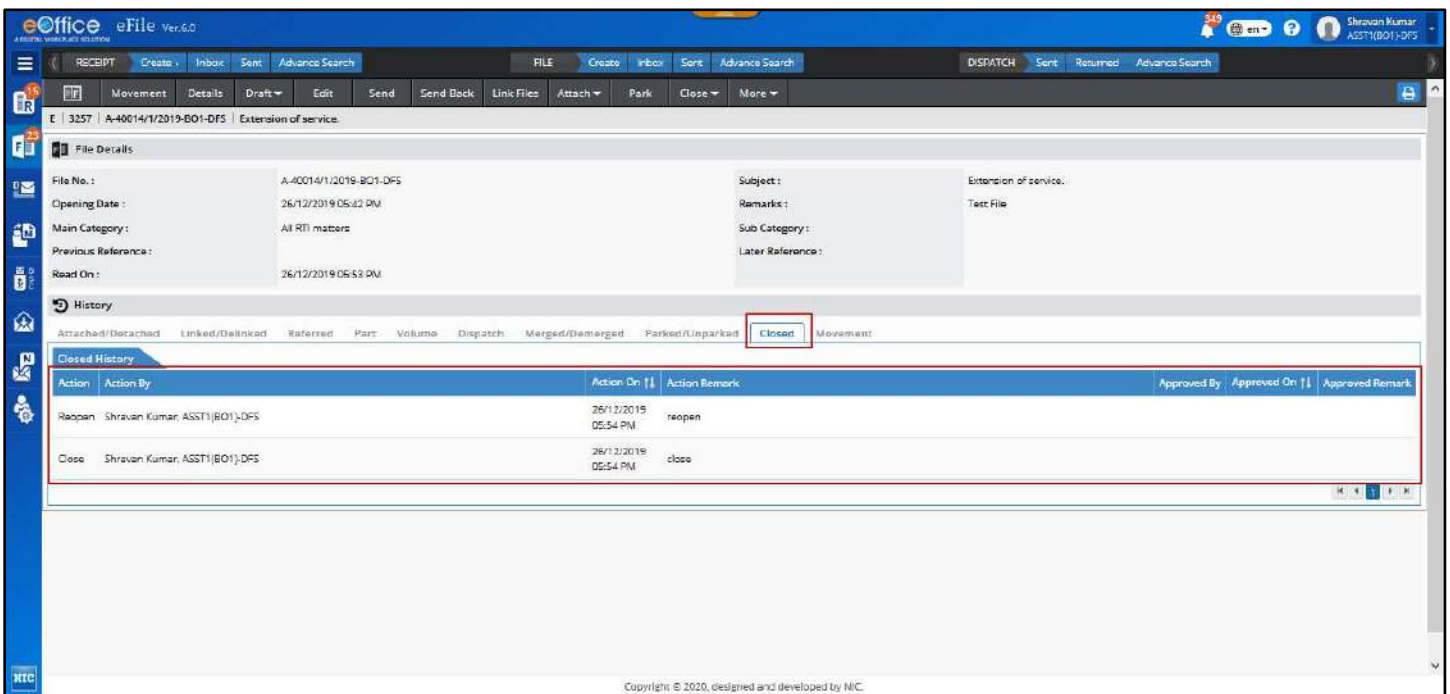 eOffice eFile Ver.6.0
A DIGITAL WORKPLACE SOLUTION
349 en ? Shravan Kumar
ASST1(BO1)-DFS
RECEIPT Create Inbox Sent Advance Search FILE Create Inbox Sent Advance Search DISPATCH Sent Returned Advance Search
Movement Details Draft Edit Send Send Back Link Files Attach Park Close More
15
R
E | 3257 | A-40014/1/2019-BO1-DFS | Extension of service.
23
F
File Details
File No. : A-40014/1/2019-BO1-DFS Subject : Extension of service.
Opening Date : 26/12/2019 05:42 PM Remarks : Test File
Main Category : All RTI matters Sub Category :
Previous Reference : Later Reference :
Read On : 26/12/2019 05:53 PM
DSC
History
Attached/Detached Linked/Delinked Referred Part Volume Dispatch Merged/Demerged Parked/Unparked Closed Movement
Closed History
Action Action By Action On Action Remark Approved By Approved On Approved Remark
Reopen Shravan Kumar, ASST1(BO1)-DFS 26/12/2019 05:54 PM reopen
Close Shravan Kumar, ASST1(BO1)-DFS 26/12/2019 05:54 PM close
1
NIC
Copyright © 2020, designed and developed by NIC.